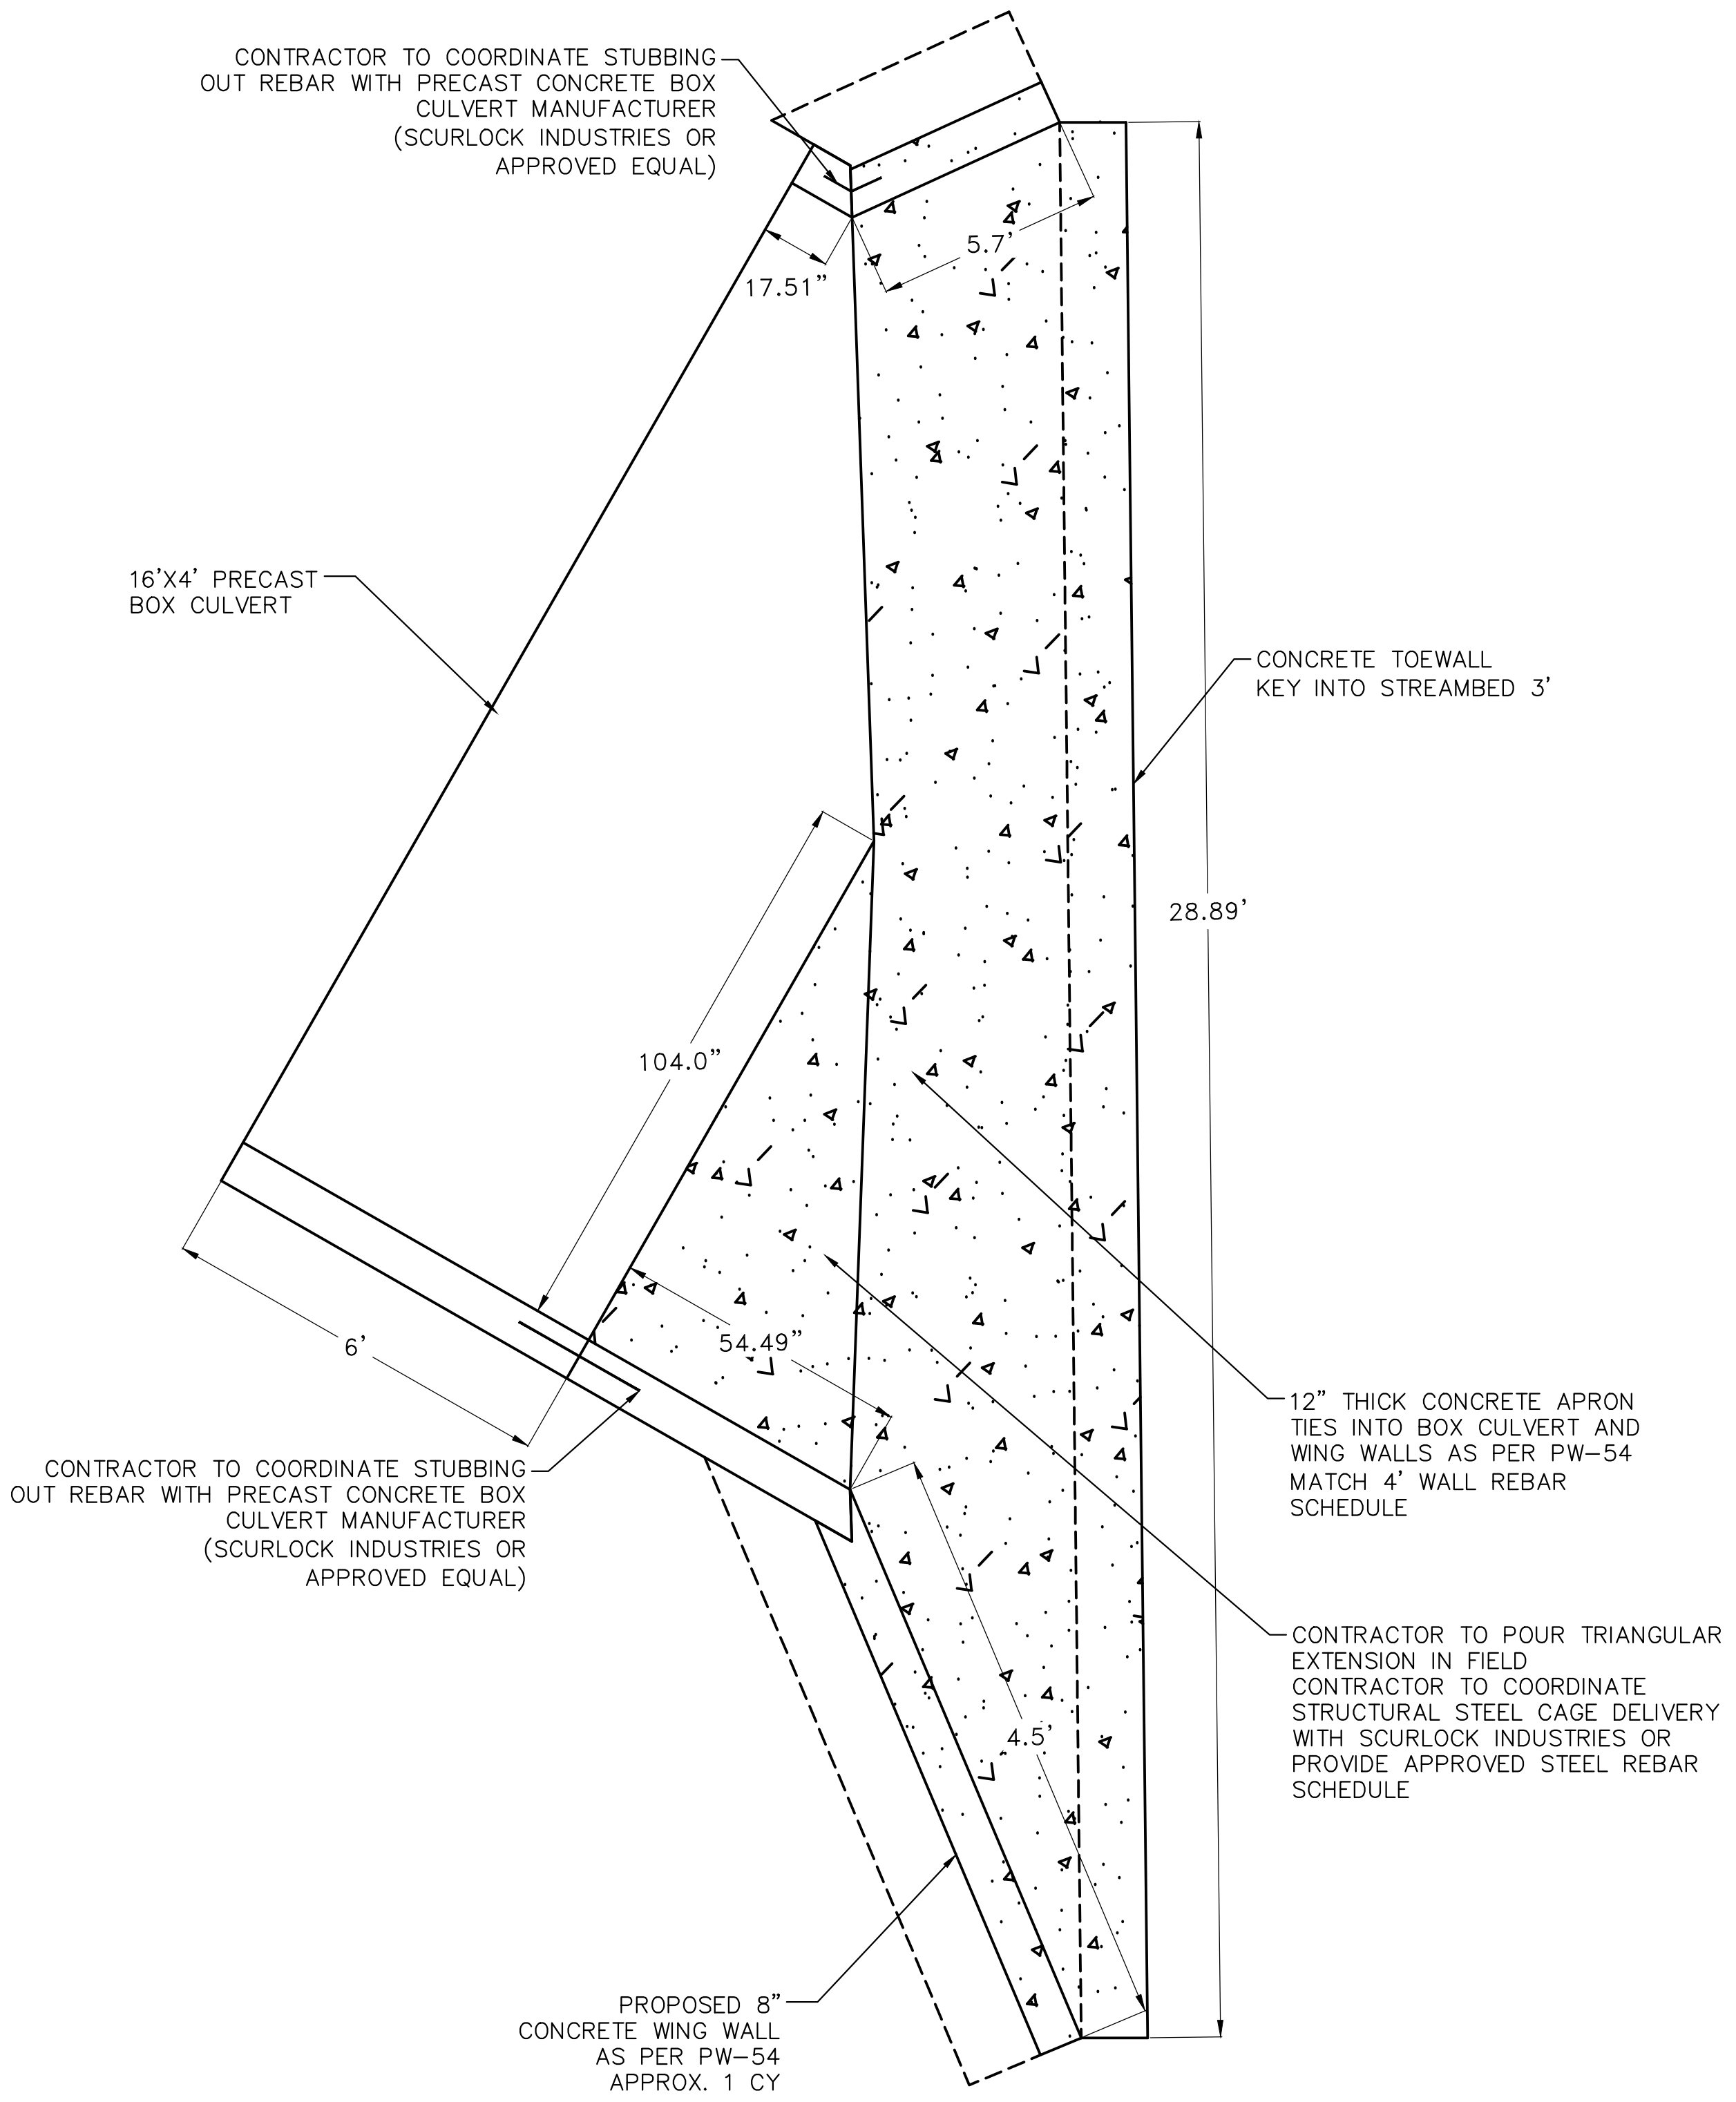 CONTRACTOR TO COORDINATE STUBBING
OUT REBAR WITH PRECAST CONCRETE BOX
CULVERT MANUFACTURER
(SCURLOCK INDUSTRIES OR
APPROVED EQUAL)
5.7'
17.51"
16'X4' PRECAST
BOX CULVERT
CONCRETE TOEWALL
KEY INTO STREAMBED 3'
28.89'
104.0"
54.49"
6'
12" THICK CONCRETE APRON
TIES INTO BOX CULVERT AND
WING WALLS AS PER PW-54
MATCH 4' WALL REBAR
SCHEDULE
CONTRACTOR TO COORDINATE STUBBING
OUT REBAR WITH PRECAST CONCRETE BOX
CULVERT MANUFACTURER
(SCURLOCK INDUSTRIES OR
APPROVED EQUAL)
CONTRACTOR TO POUR TRIANGULAR
EXTENSION IN FIELD
CONTRACTOR TO COORDINATE
STRUCTURAL STEEL CAGE DELIVERY
WITH SCURLOCK INDUSTRIES OR
PROVIDE APPROVED STEEL REBAR
SCHEDULE
4.5'
PROPOSED 8"
CONCRETE WING WALL
AS PER PW-54
APPROX. 1 CY